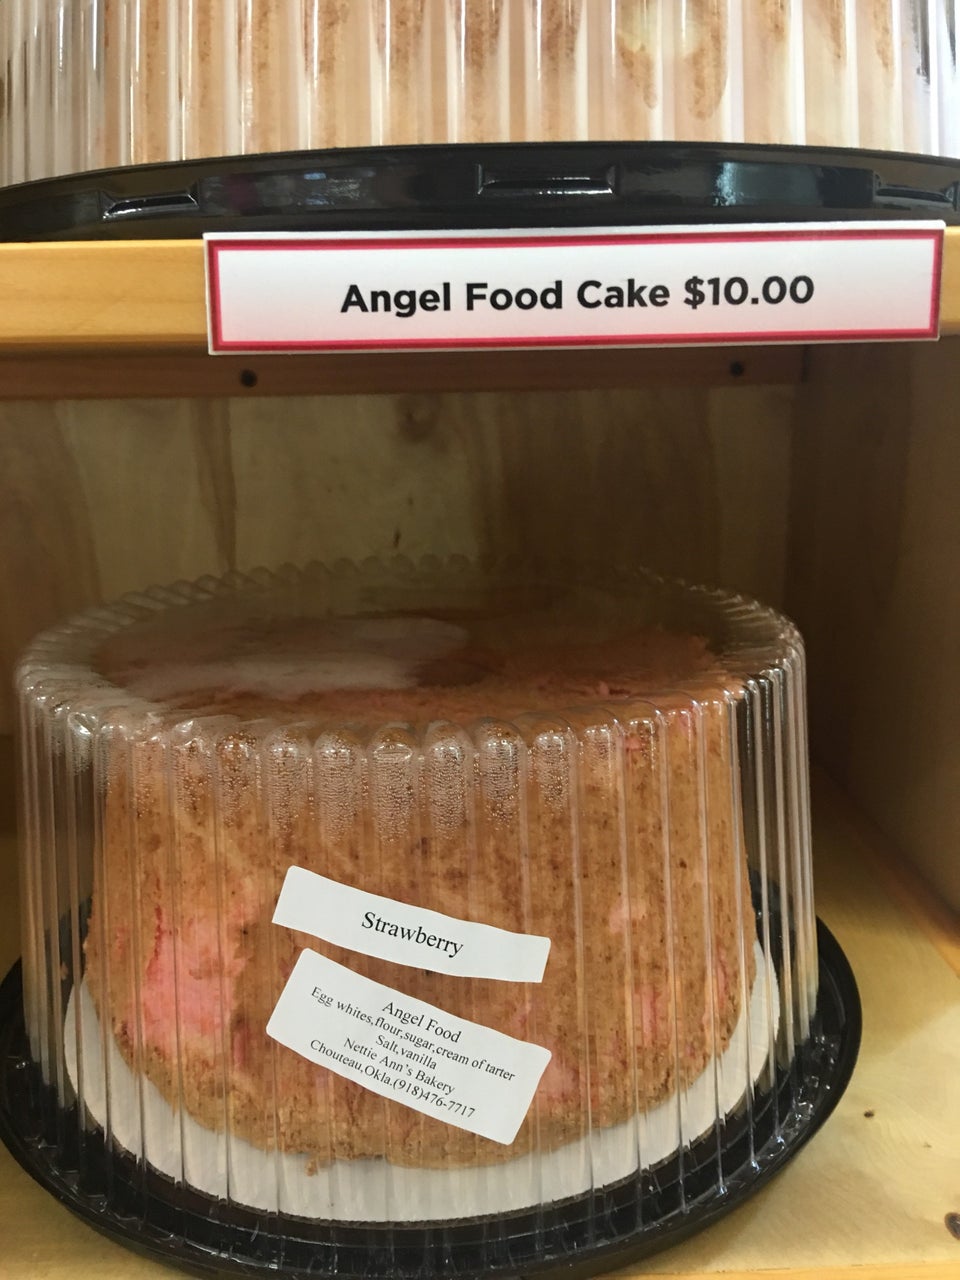 Angel Food Cake $10.00
Strawberry
Angel Food
Egg whites,flour,sugar,cream of tarter
Salt,vanilla
Nettie Ann's Bakery
Chouteau,Okla.(918)476-7717